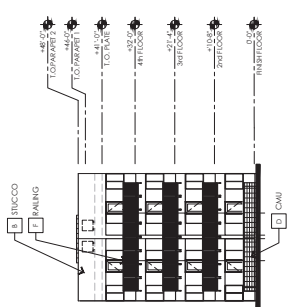 B STUCCO
F RAILING
+48'-0"
T.O.PARAPET 2
+46'-0"
T.O.PARAPET 1
+41'-0"
T.O. PLATE
+32'-0"
4th FLOOR
+21'-4"
3rd FLOOR
+10'-8"
2nd FLOOR
0'-0"
FINISH FLOOR
D CMU